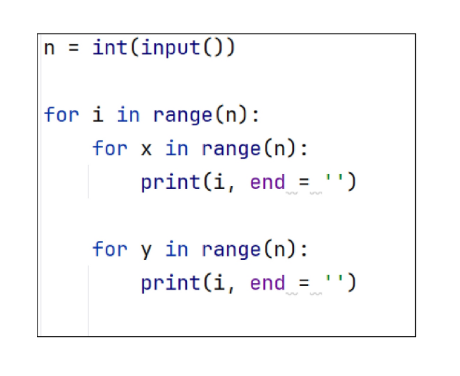 n = int(input())
for i in range(n):
    for x in range(n):
        print(i, end = '')
    for y in range(n):
        print(i, end = '')